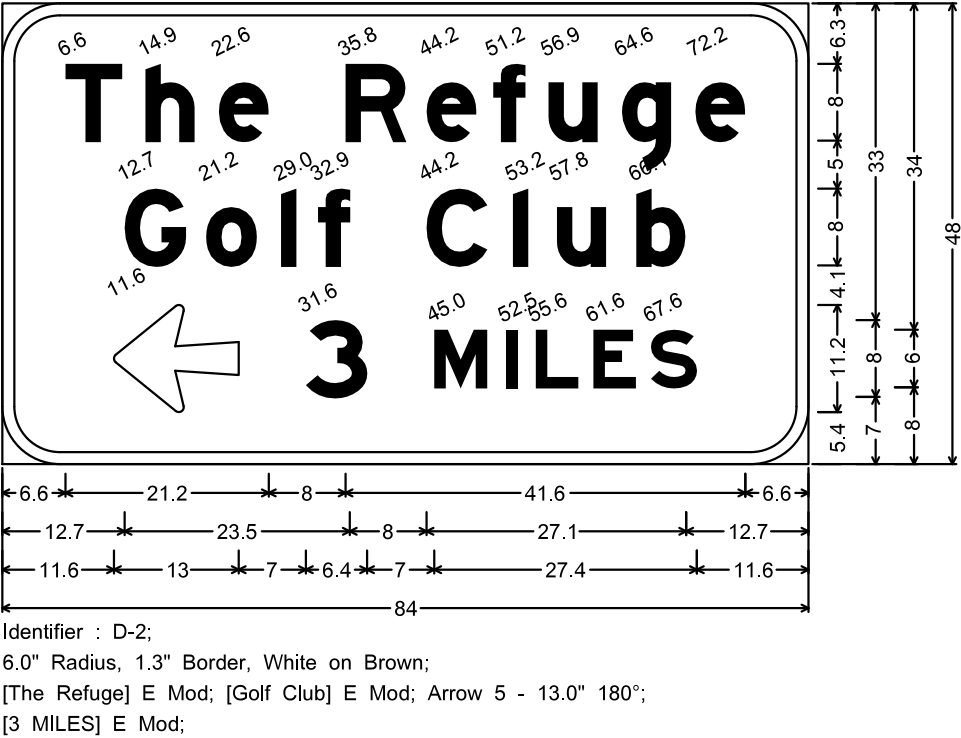 6.6 14.9 22.6 35.8 44.2 51.2 56.9 64.6 72.2
The Refuge
12.7 21.2 29.0 32.9 44.2 53.2 57.8
Golf Club
11.6 31.6 45.0 52.5 55.6 61.6 67.6
3 MILES
6.3 8 5 8 4.1 11.2 5.4
33 8 7
34 6 8
48
6.6 21.2 8 41.6 6.6
12.7 23.5 8 27.1 12.7
11.6 13 7 6.4 7 27.4 11.6
84
Identifier : D-2;
6.0" Radius, 1.3" Border, White on Brown;
[The Refuge] E Mod; [Golf Club] E Mod; Arrow 5 - 13.0" 180°;
[3 MILES] E Mod;